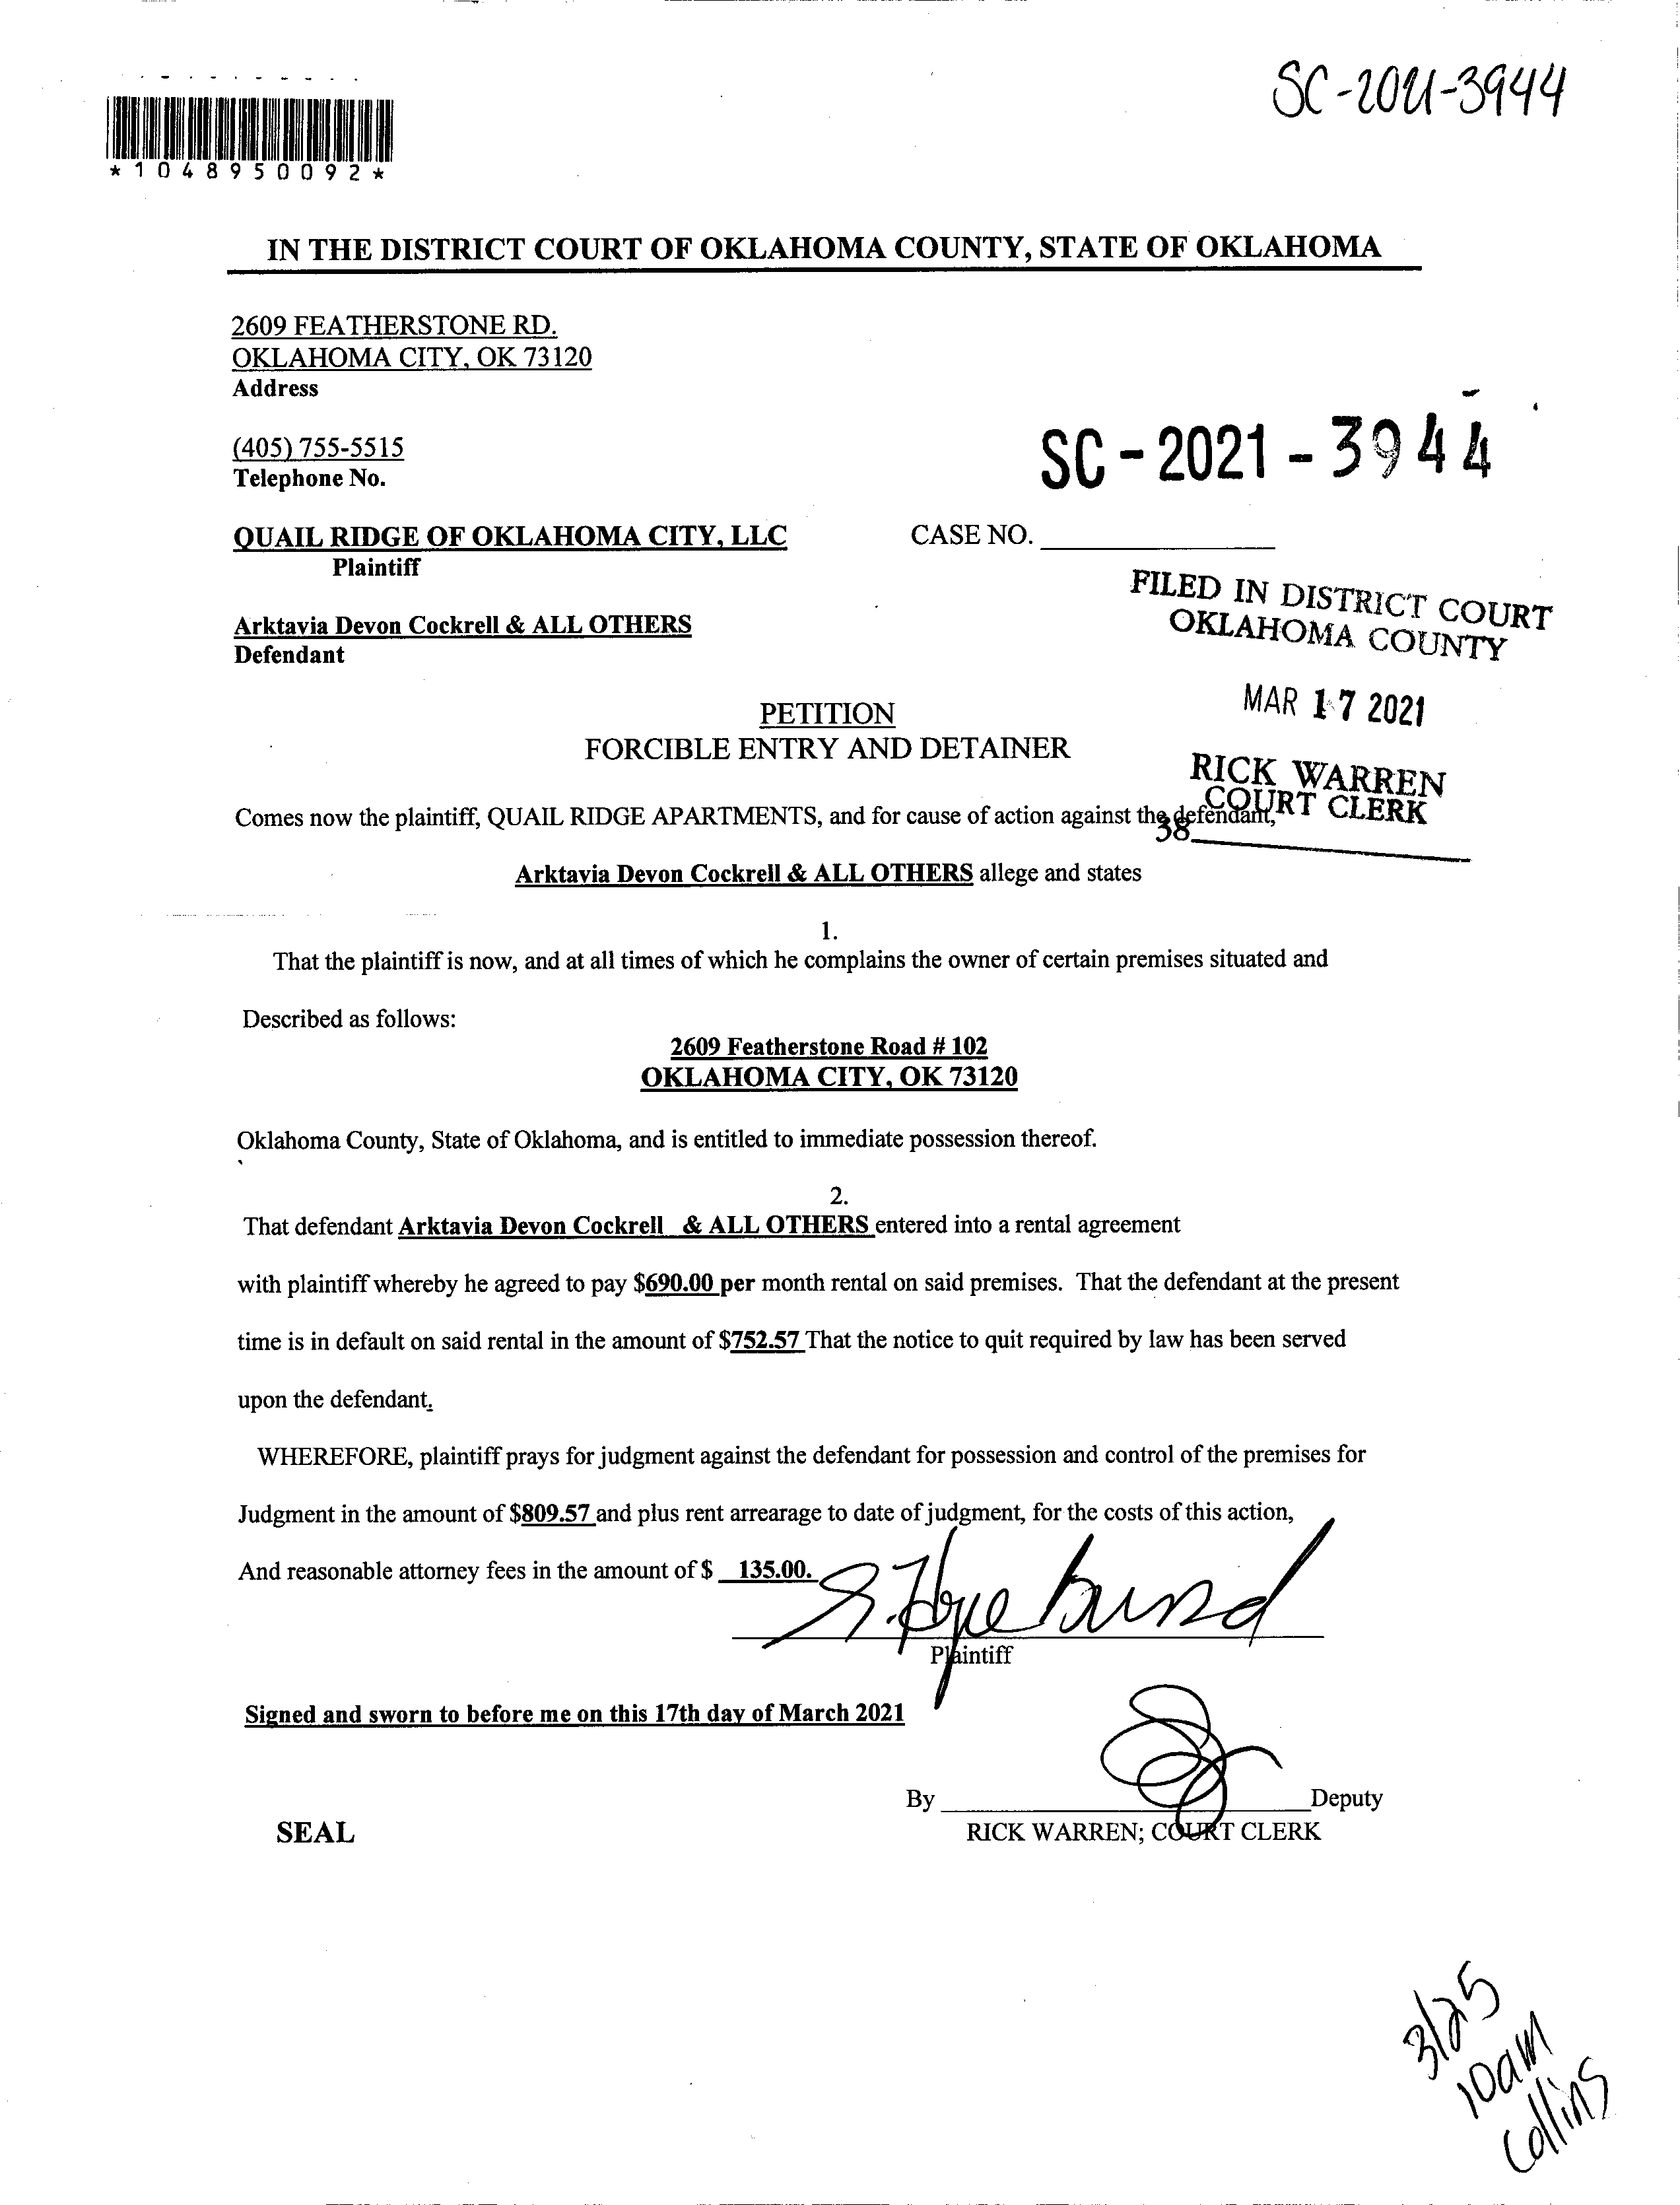 SC-2021-3944
*1048950092*
IN THE DISTRICT COURT OF OKLAHOMA COUNTY, STATE OF OKLAHOMA
2609 FEATHERSTONE RD.
OKLAHOMA CITY, OK 73120
Address
(405) 755-5515
Telephone No.
SC - 2021 - 3944
QUAIL RIDGE OF OKLAHOMA CITY, LLC
CASE NO.
Plaintiff
FILED IN DISTRICT COURT
OKLAHOMA COUNTY
Arktavia Devon Cockrell & ALL OTHERS
Defendant
MAR 17 2021
PETITION
FORCIBLE ENTRY AND DETAINER
RICK WARREN
COURT CLERK
38
Comes now the plaintiff, QUAIL RIDGE APARTMENTS, and for cause of action against the defendant,
Arktavia Devon Cockrell & ALL OTHERS allege and states
1.
That the plaintiff is now, and at all times of which he complains the owner of certain premises situated and
Described as follows:
2609 Featherstone Road # 102
OKLAHOMA CITY, OK 73120
Oklahoma County, State of Oklahoma, and is entitled to immediate possession thereof.
2.
That defendant Arktavia Devon Cockrell & ALL OTHERS entered into a rental agreement
with plaintiff whereby he agreed to pay $690.00 per month rental on said premises. That the defendant at the present
time is in default on said rental in the amount of $752.57 That the notice to quit required by law has been served
upon the defendant.
WHEREFORE, plaintiff prays for judgment against the defendant for possession and control of the premises for
Judgment in the amount of $809.57 and plus rent arrearage to date of judgment, for the costs of this action,
And reasonable attorney fees in the amount of $ 135.00.
Plaintiff
Signed and sworn to before me on this 17th day of March 2021
By Deputy
SEAL
RICK WARREN; COURT CLERK
3/25
10am
Collins